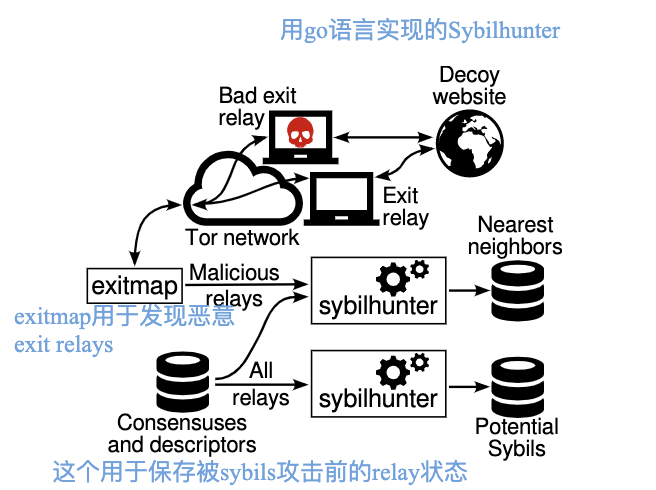 用go语言实现的Sybilhunter
Decoy
website
Bad exit
relay
Exit
relay
Tor network
Nearest
neighbors
exitmap
Malicious
relays
sybilhunter
exitmap用于发现恶意
exit relays
All
relays
sybilhunter
Consensuses
and descriptors
Potential
Sybils
这个用于保存被sybils攻击前的relay状态